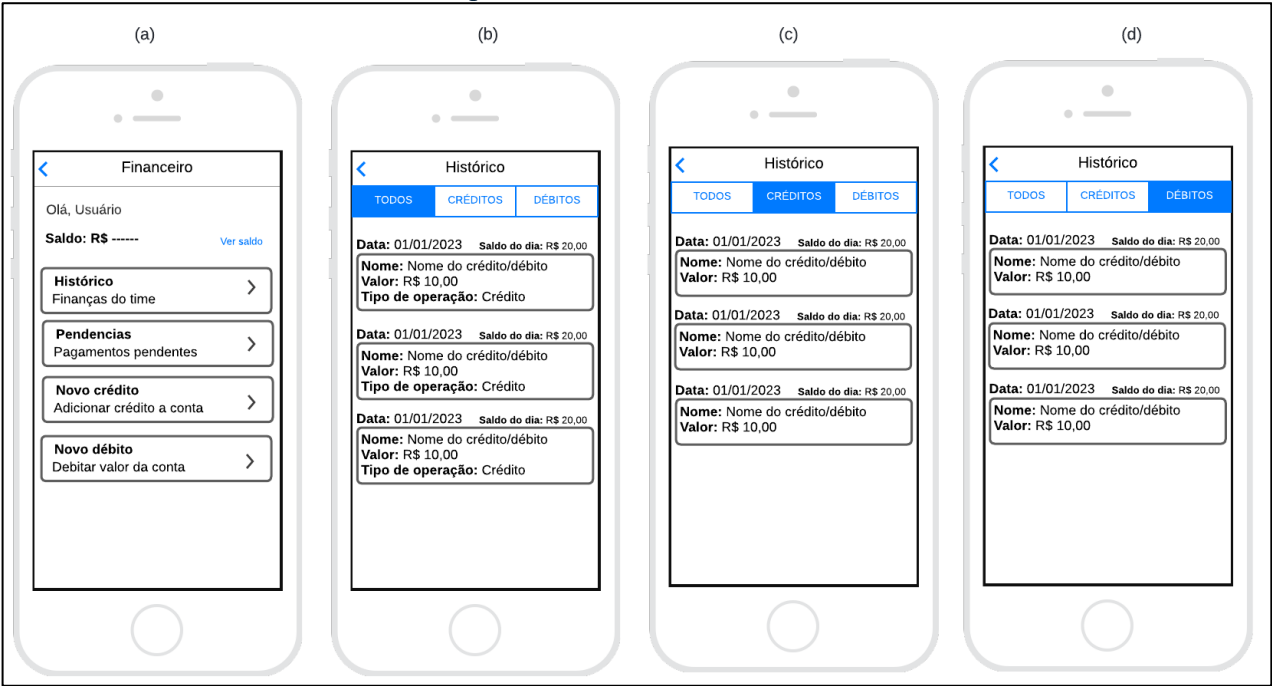 (a)
Financeiro
Olá, Usuário
Saldo: R$ ------ Ver saldo
Histórico
Finanças do time
Pendencias
Pagamentos pendentes
Novo crédito
Adicionar crédito a conta
Novo débito
Debitar valor da conta
(b)
Histórico
TODOS CRÉDITOS DÉBITOS
Data: 01/01/2023 Saldo do dia: R$ 20,00
Nome: Nome do crédito/débito
Valor: R$ 10,00
Tipo de operação: Crédito
Data: 01/01/2023 Saldo do dia: R$ 20,00
Nome: Nome do crédito/débito
Valor: R$ 10,00
Tipo de operação: Crédito
Data: 01/01/2023 Saldo do dia: R$ 20,00
Nome: Nome do crédito/débito
Valor: R$ 10,00
Tipo de operação: Crédito
(c)
Histórico
TODOS CRÉDITOS DÉBITOS
Data: 01/01/2023 Saldo do dia: R$ 20,00
Nome: Nome do crédito/débito
Valor: R$ 10,00
Data: 01/01/2023 Saldo do dia: R$ 20,00
Nome: Nome do crédito/débito
Valor: R$ 10,00
Data: 01/01/2023 Saldo do dia: R$ 20,00
Nome: Nome do crédito/débito
Valor: R$ 10,00
(d)
Histórico
TODOS CRÉDITOS DÉBITOS
Data: 01/01/2023 Saldo do dia: R$ 20,00
Nome: Nome do crédito/débito
Valor: R$ 10,00
Data: 01/01/2023 Saldo do dia: R$ 20,00
Nome: Nome do crédito/débito
Valor: R$ 10,00
Data: 01/01/2023 Saldo do dia: R$ 20,00
Nome: Nome do crédito/débito
Valor: R$ 10,00